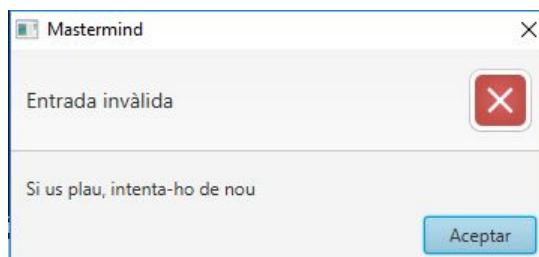 Mastermind
Entrada invàlida
Si us plau, intenta-ho de nou
Aceptar